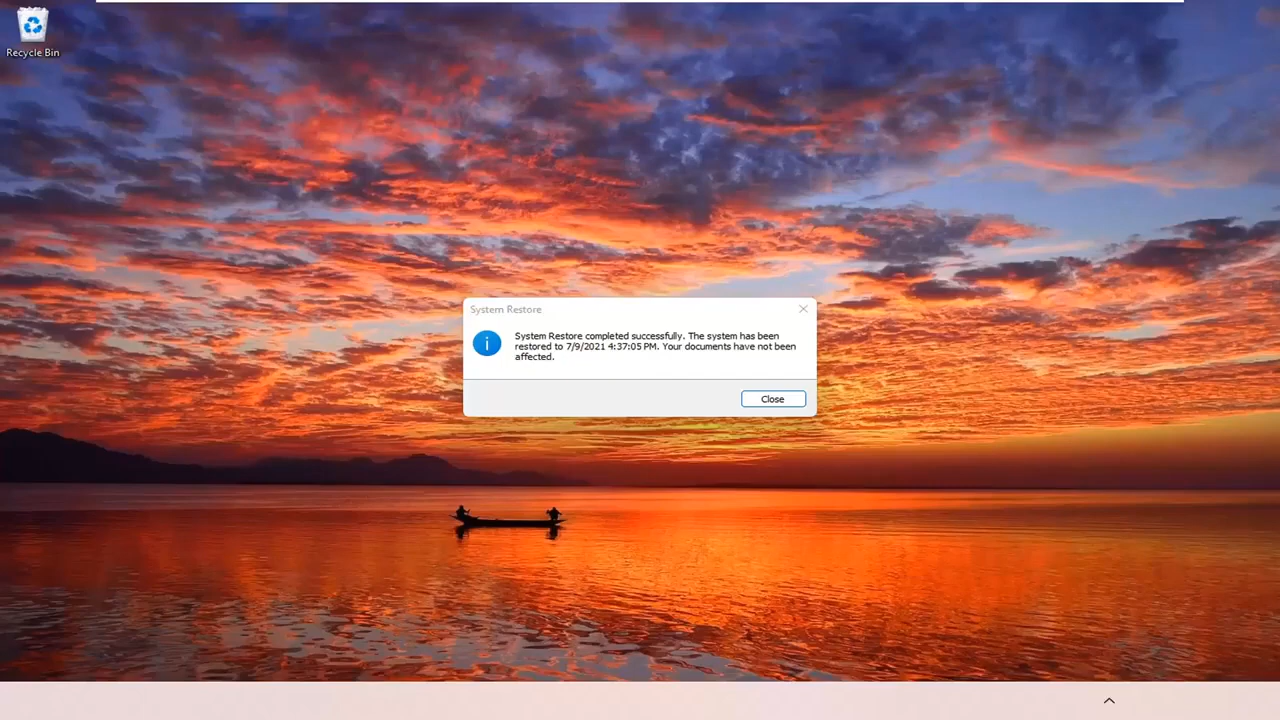 Recycle Bin
System Restore
System Restore completed successfully. The system has been
restored to 7/9/2021 4:37:05 PM. Your documents have not been
affected.
Close